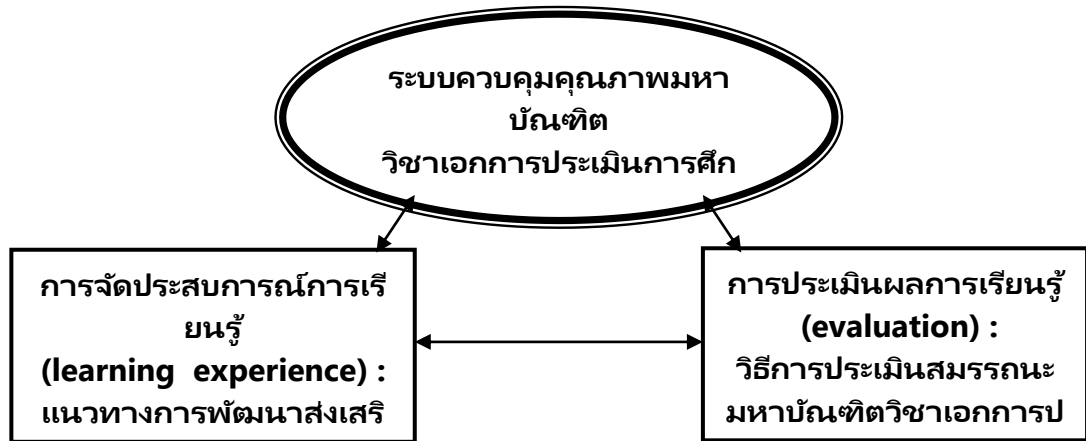 ระบบควบคุมคุณภาพมหา
บัณฑิต
วิชาเอกการประเมินการศึก
การจัดประสบการณ์การเรี
ยนรู้
(learning experience) :
แนวทางการพัฒนาส่งเสริ
การประเมินผลการเรียนรู้
(evaluation) :
วิธีการประเมินสมรรถนะ
มหาบัณฑิตวิชาเอกการป